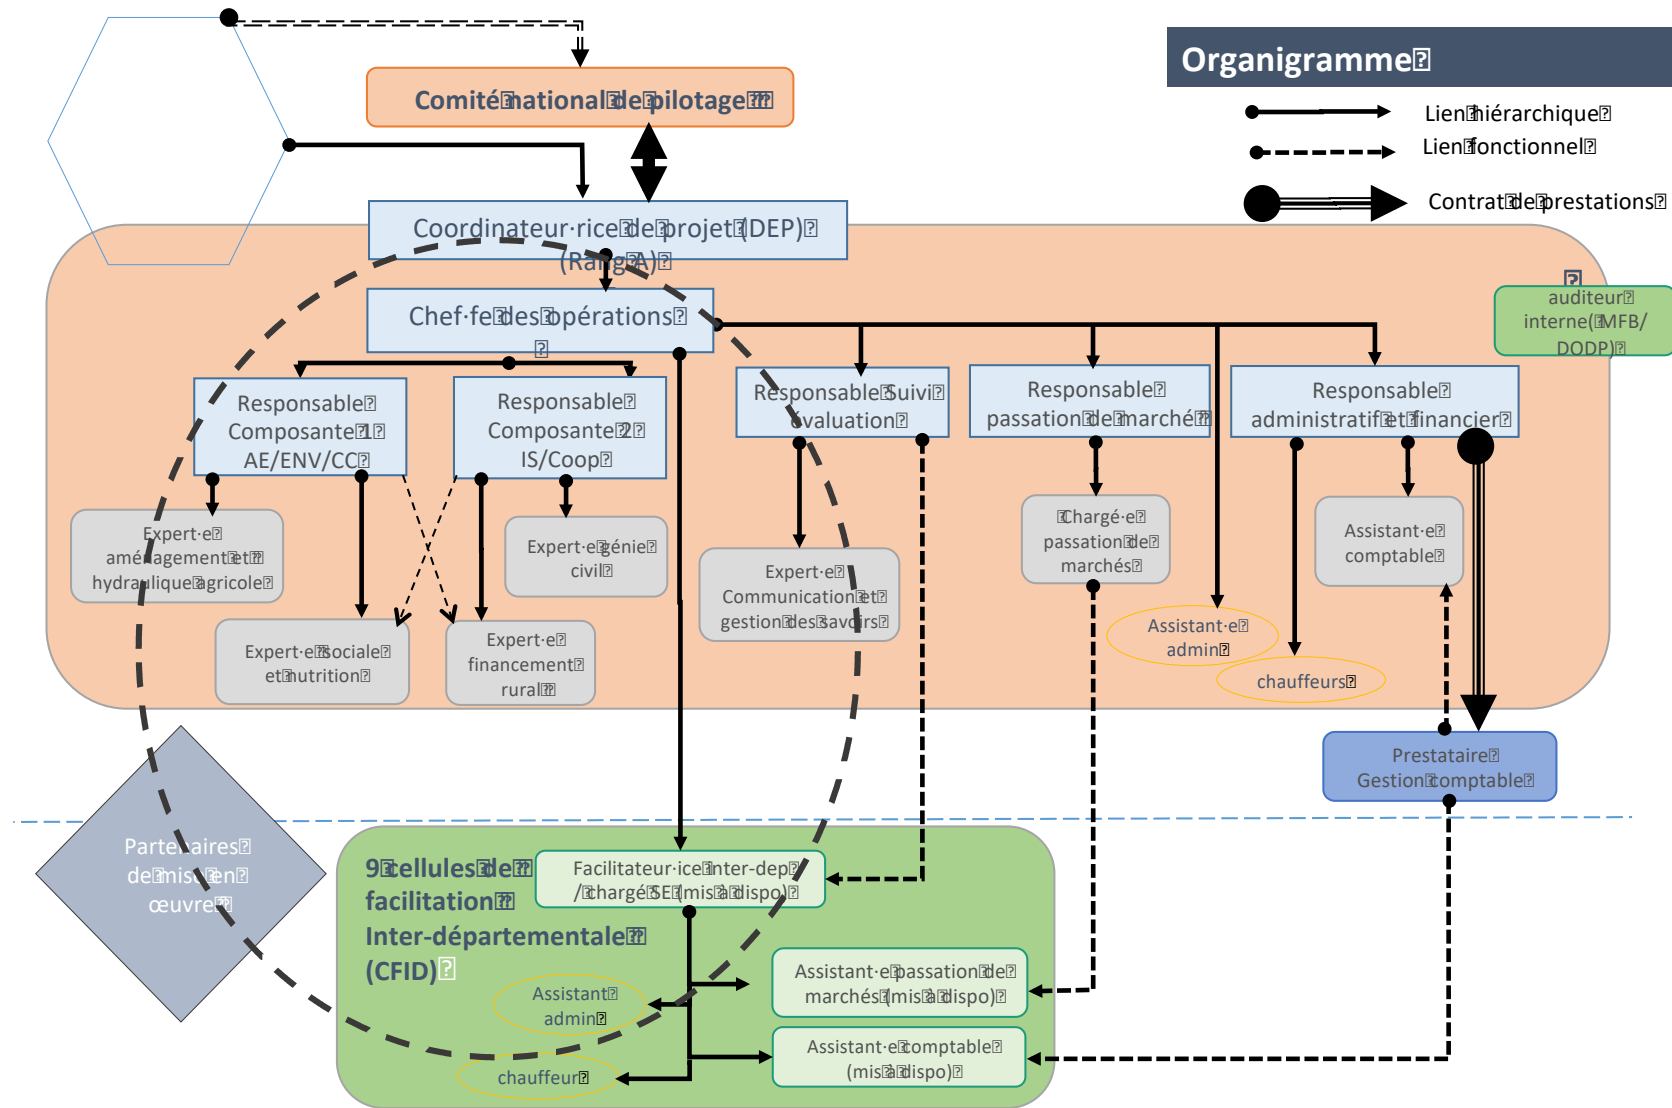 Organigramme
Lien hiérarchique
Lien fonctionnel
Contrat de prestations
Comité national de pilotage
Coordinateur·rice de projet (DEP)
(Rang A)
Chef·fe des opérations
auditeur
interne( MFB/
DODP)
Responsable
Composante 1
AE/ENV/CC
Responsable
Composante 2
IS/Coop
Responsable Suivi
évaluation
Responsable
passation de marché
Responsable
administratif et financier
Expert·e
aménagement et
hydraulique agricole
Expert·e génie
civil
Expert·e sociale
et nutrition
Expert·e
financement
rural
Expert·e
Communication et
gestion des savoirs
Chargé·e
passation de
marchés
Assistant·e
comptable
Assistant·e
admin
chauffeurs
Prestataire
Gestion comptable
Partenaires
de mise en
œuvre
9 cellules de
facilitation
Inter-départementale
(CFID)
Facilitateur·ice inter-dep
/ chargé SE (mis à dispo)
Assistant·e passation de
marchés (mis à dispo)
Assistant
admin
Assistant·e comptable
(mis à dispo)
chauffeur